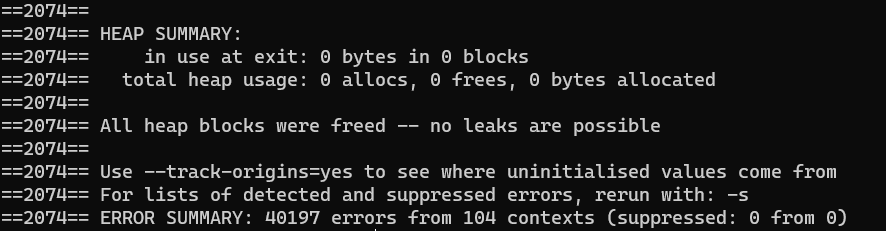 ==2074==
==2074== HEAP SUMMARY:
==2074==     in use at exit: 0 bytes in 0 blocks
==2074==   total heap usage: 0 allocs, 0 frees, 0 bytes allocated
==2074==
==2074== All heap blocks were freed -- no leaks are possible
==2074==
==2074== Use --track-origins=yes to see where uninitialised values come from
==2074== For lists of detected and suppressed errors, rerun with: -s
==2074== ERROR SUMMARY: 40197 errors from 104 contexts (suppressed: 0 from 0)